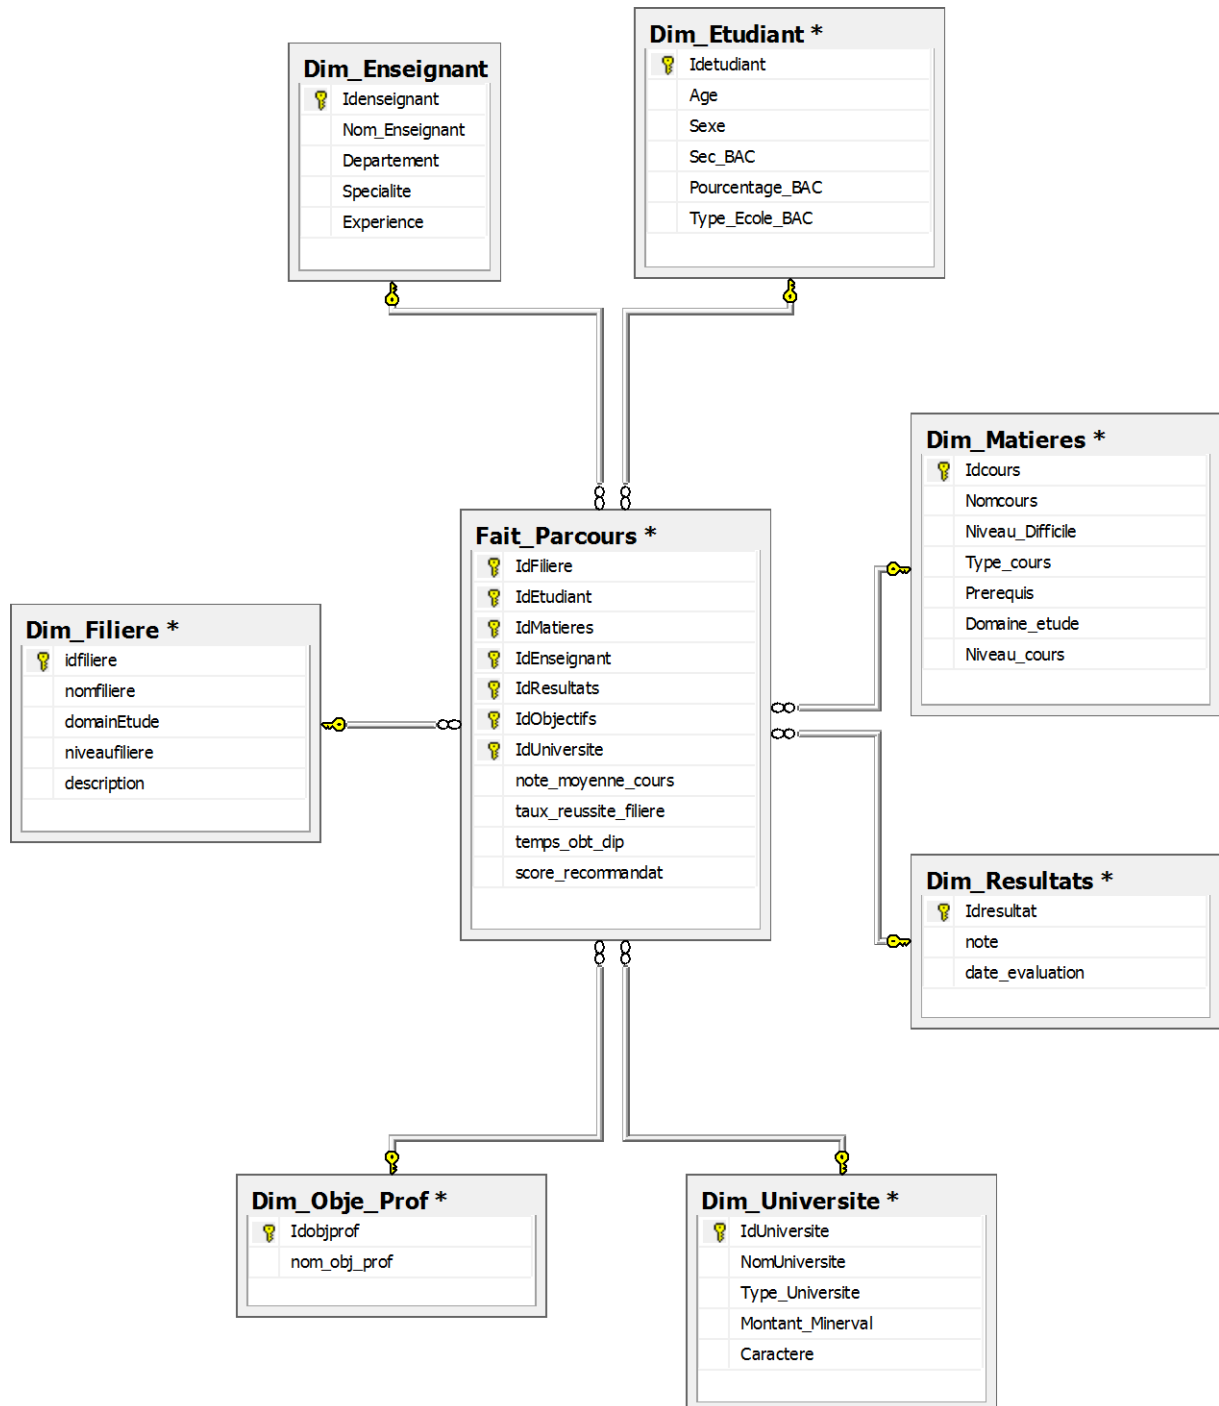 Dim_Enseignant
Idenseignant
Nom_Enseignant
Departement
Specialite
Experience
Dim_Etudiant *
Idetudiant
Age
Sexe
Sec_BAC
Pourcentage_BAC
Type_Ecole_BAC
Dim_Matieres *
Idcours
Nomcours
Niveau_Difficile
Type_cours
Prerequis
Domaine_etude
Niveau_cours
Fait_Parcours *
IdFiliere
IdEtudiant
IdMatieres
IdEnseignant
IdResultats
IdObjectifs
IdUniversite
note_moyenne_cours
taux_reussite_filiere
temps_obt_dip
score_recommandat
Dim_Filiere *
idfiliere
nomfiliere
domainEtude
niveaufiliere
description
Dim_Resultats *
Idresultat
note
date_evaluation
Dim_Obje_Prof *
Idobjprof
nom_obj_prof
Dim_Universite *
IdUniversite
NomUniversite
Type_Universite
Montant_Minerval
Caractere